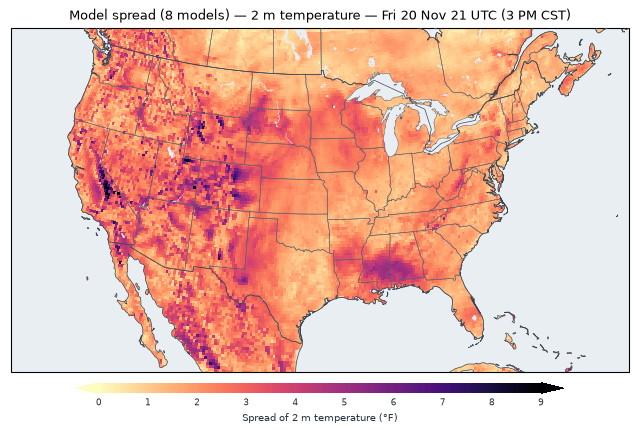 Model spread (8 models) — 2 m temperature — Fri 20 Nov 21 UTC (3 PM CST)
0 1 2 3 4 5 6 7 8 9
Spread of 2 m temperature (°F)